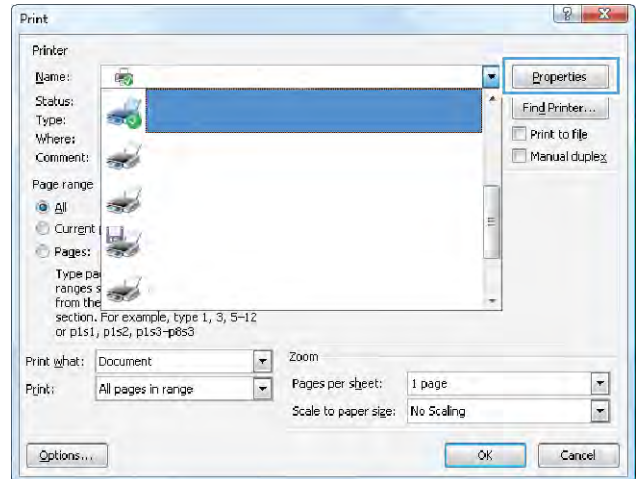 Print
Printer
Name:
Properties
Status:
Find Printer...
Type:
Print to file
Where:
Manual duplex
Comment:
Page range
All
Current
Pages:
Type
ranges
from the
section. For example, type 1, 3, 5–12
or p1s1, p1s2, p1s3–p8s3
Print what: Document
Zoom
Print: All pages in range
Pages per sheet: 1 page
Scale to paper size: No Scaling
Options...
OK
Cancel